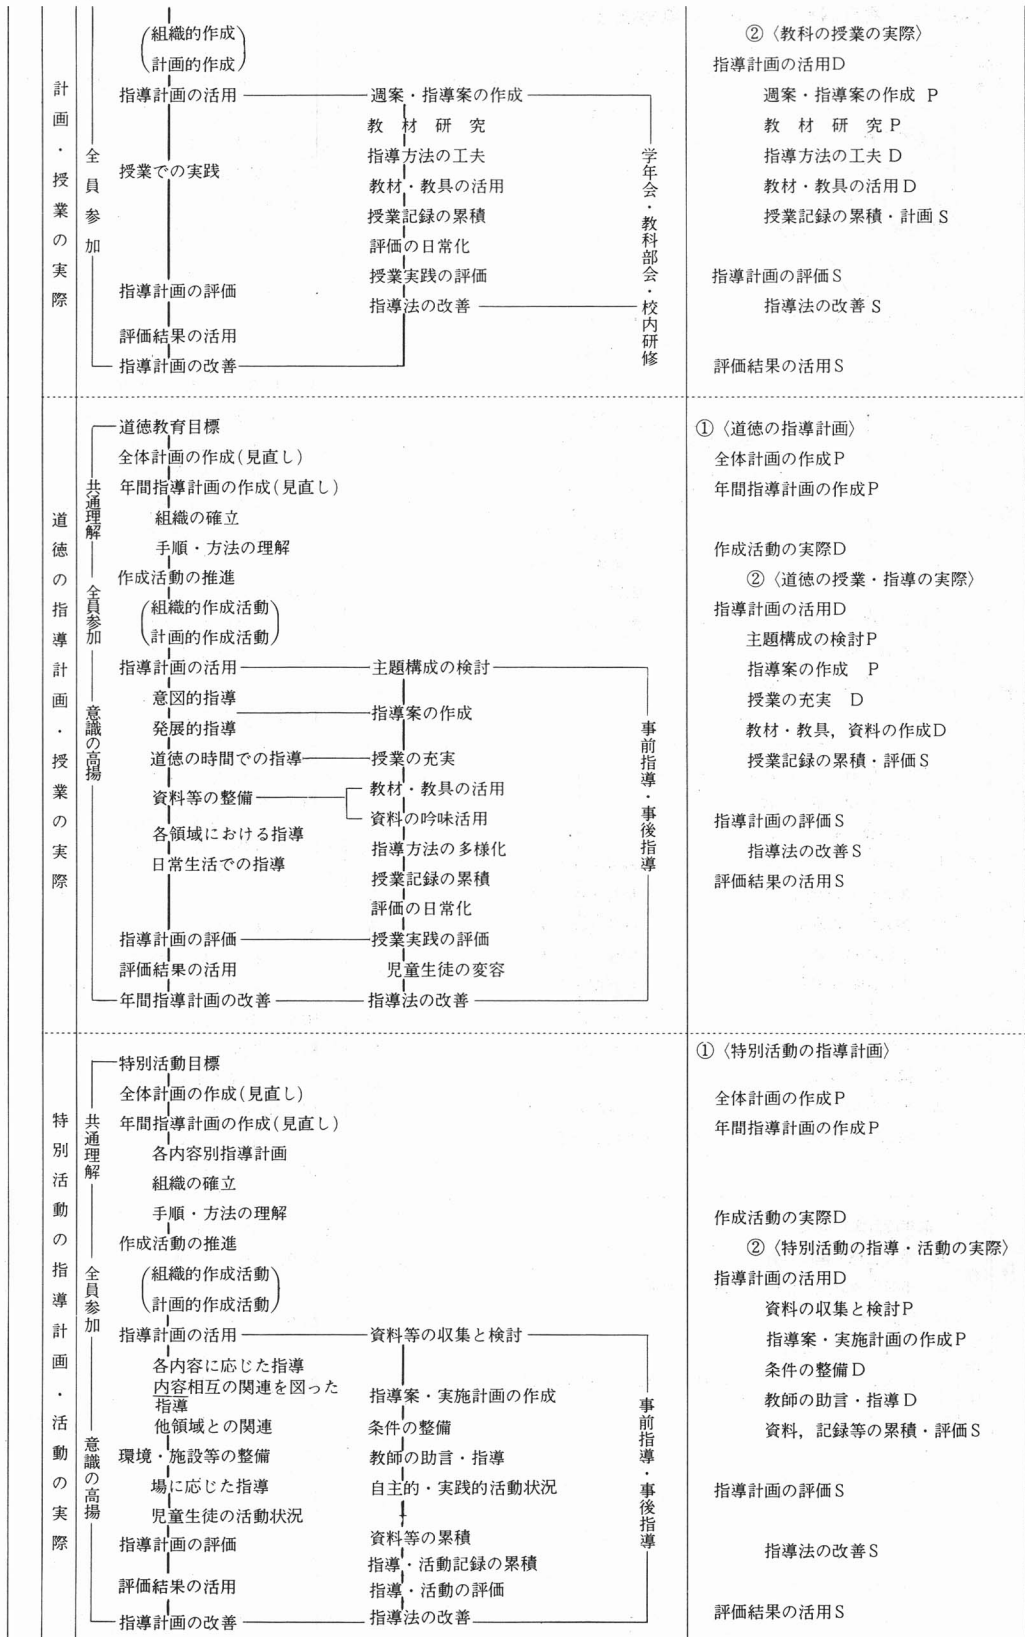 計画・授業の実際
全員参加
(組織的作成)
(計画的作成)
指導計画の活用
授業での実践
指導計画の評価
評価結果の活用
指導計画の改善
週案・指導案の作成
教材研究
指導方法の工夫
教材・教具の活用
授業記録の累積
評価の日常化
授業実践の評価
指導法の改善
学年会・教科部会・校内研修
②〈教科の授業の実際〉
指導計画の活用D
週案・指導案の作成 P
教材研究 P
指導方法の工夫 D
教材・教具の活用 D
授業記録の累積・計画 S
指導計画の評価 S
指導法の改善 S
評価結果の活用 S
道徳の指導計画・授業の実際
共通理解
全員参加
意識の高揚
道徳教育目標
全体計画の作成(見直し)
年間指導計画の作成(見直し)
組織の確立
手順・方法の理解
作成活動の推進
(組織的作成活動)
(計画的作成活動)
指導計画の活用
意図的指導
発展的指導
道徳の時間での指導
資料等の整備
各領域における指導
日常生活での指導
指導計画の評価
評価結果の活用
年間指導計画の改善
主題構成の検討
指導案の作成
授業の充実
教材・教具の活用
資料の吟味活用
指導方法の多様化
授業記録の累積
評価の日常化
授業実践の評価
児童生徒の変容
指導法の改善
事前指導・事後指導
①〈道徳の指導計画〉
全体計画の作成P
年間指導計画の作成P
作成活動の実際D
②〈道徳の授業・指導の実際〉
指導計画の活用D
主題構成の検討P
指導案の作成 P
授業の充実 D
教材・教具，資料の作成D
授業記録の累積・評価S
指導計画の評価S
指導法の改善S
評価結果の活用S
特別活動の指導計画・活動の実際
共通理解
全員参加
意識の高揚
特別活動目標
全体計画の作成(見直し)
年間指導計画の作成(見直し)
各内容別指導計画
組織の確立
手順・方法の理解
作成活動の推進
(組織的作成活動)
(計画的作成活動)
指導計画の活用
各内容に応じた指導
内容相互の関連を図った
指導
他領域との関連
環境・施設等の整備
場に応じた指導
児童生徒の活動状況
指導計画の評価
評価結果の活用
指導計画の改善
資料等の収集と検討
指導案・実施計画の作成
条件の整備
教師の助言・指導
自主的・実践的活動状況
資料等の累積
指導・活動記録の累積
指導・活動の評価
指導法の改善
事前指導・事後指導
①〈特別活動の指導計画〉
全体計画の作成P
年間指導計画の作成P
作成活動の実際D
②〈特別活動の指導・活動の実際〉
指導計画の活用D
資料の収集と検討P
指導案・実施計画の作成P
条件の整備D
教師の助言・指導D
資料，記録等の累積・評価S
指導計画の評価S
指導法の改善S
評価結果の活用S